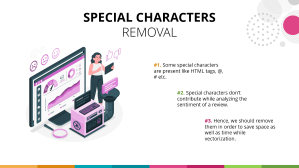 SPECIAL CHARACTERS
REMOVAL
#1. Some special characters
are present like HTML tags, @,
# etc.
#2. Special characters don't
contribute while analyzing the
sentiment of a review.
#3. Hence, we should remove
them in order to save space as
well as time while
vectorization.